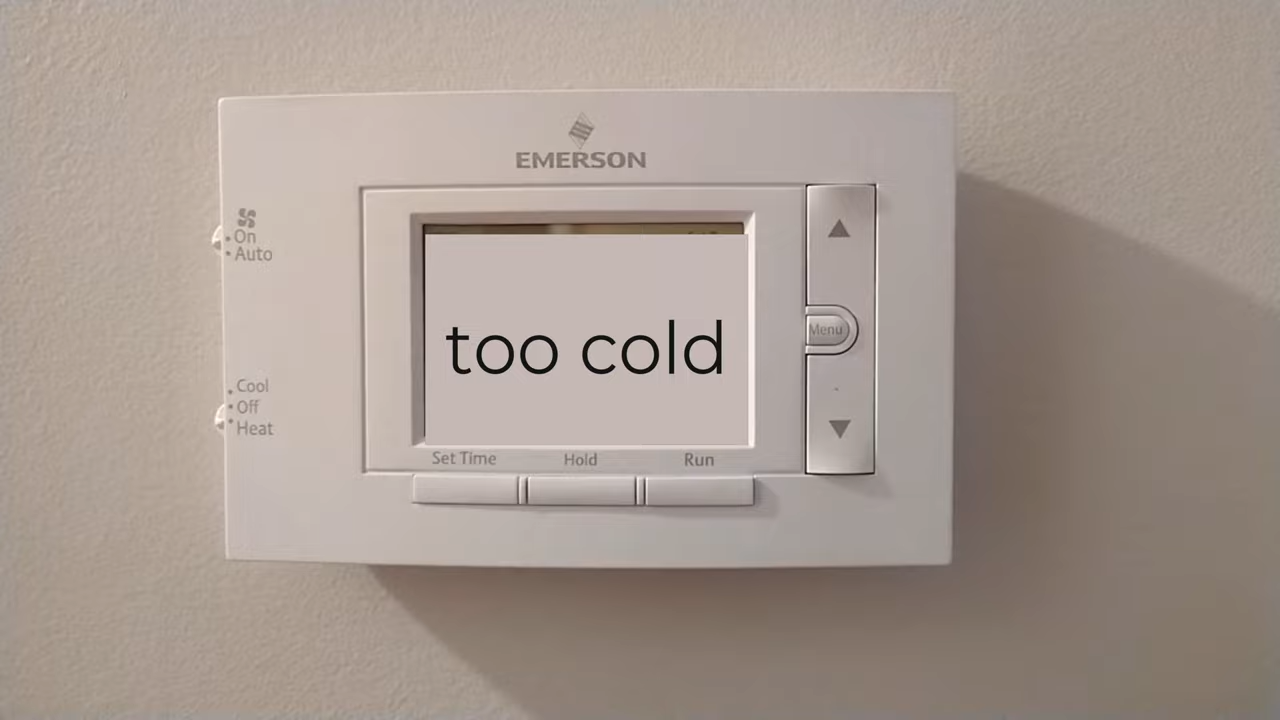 EMERSON
On
Auto
too cold
Menu
Cool
Off
Heat
Set Time Hold Run